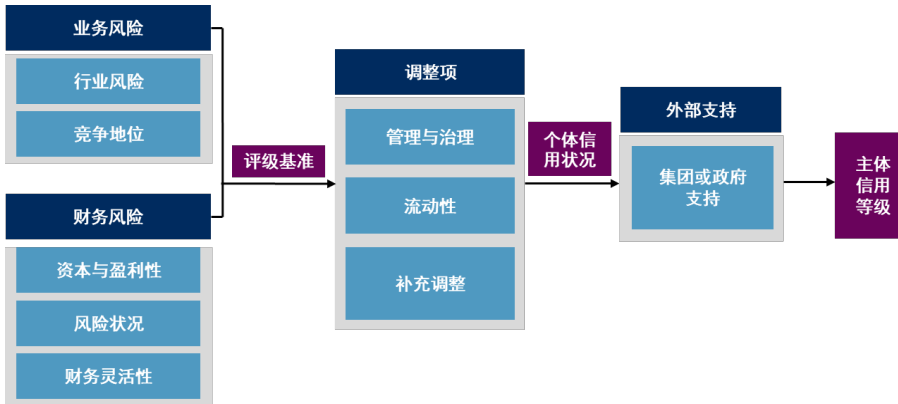 业务风险
行业风险
竞争地位
财务风险
资本与盈利性
风险状况
财务灵活性
评级基准
调整项
管理与治理
流动性
补充调整
个体信
用状况
外部支持
集团或政府
支持
主体
信用
等级